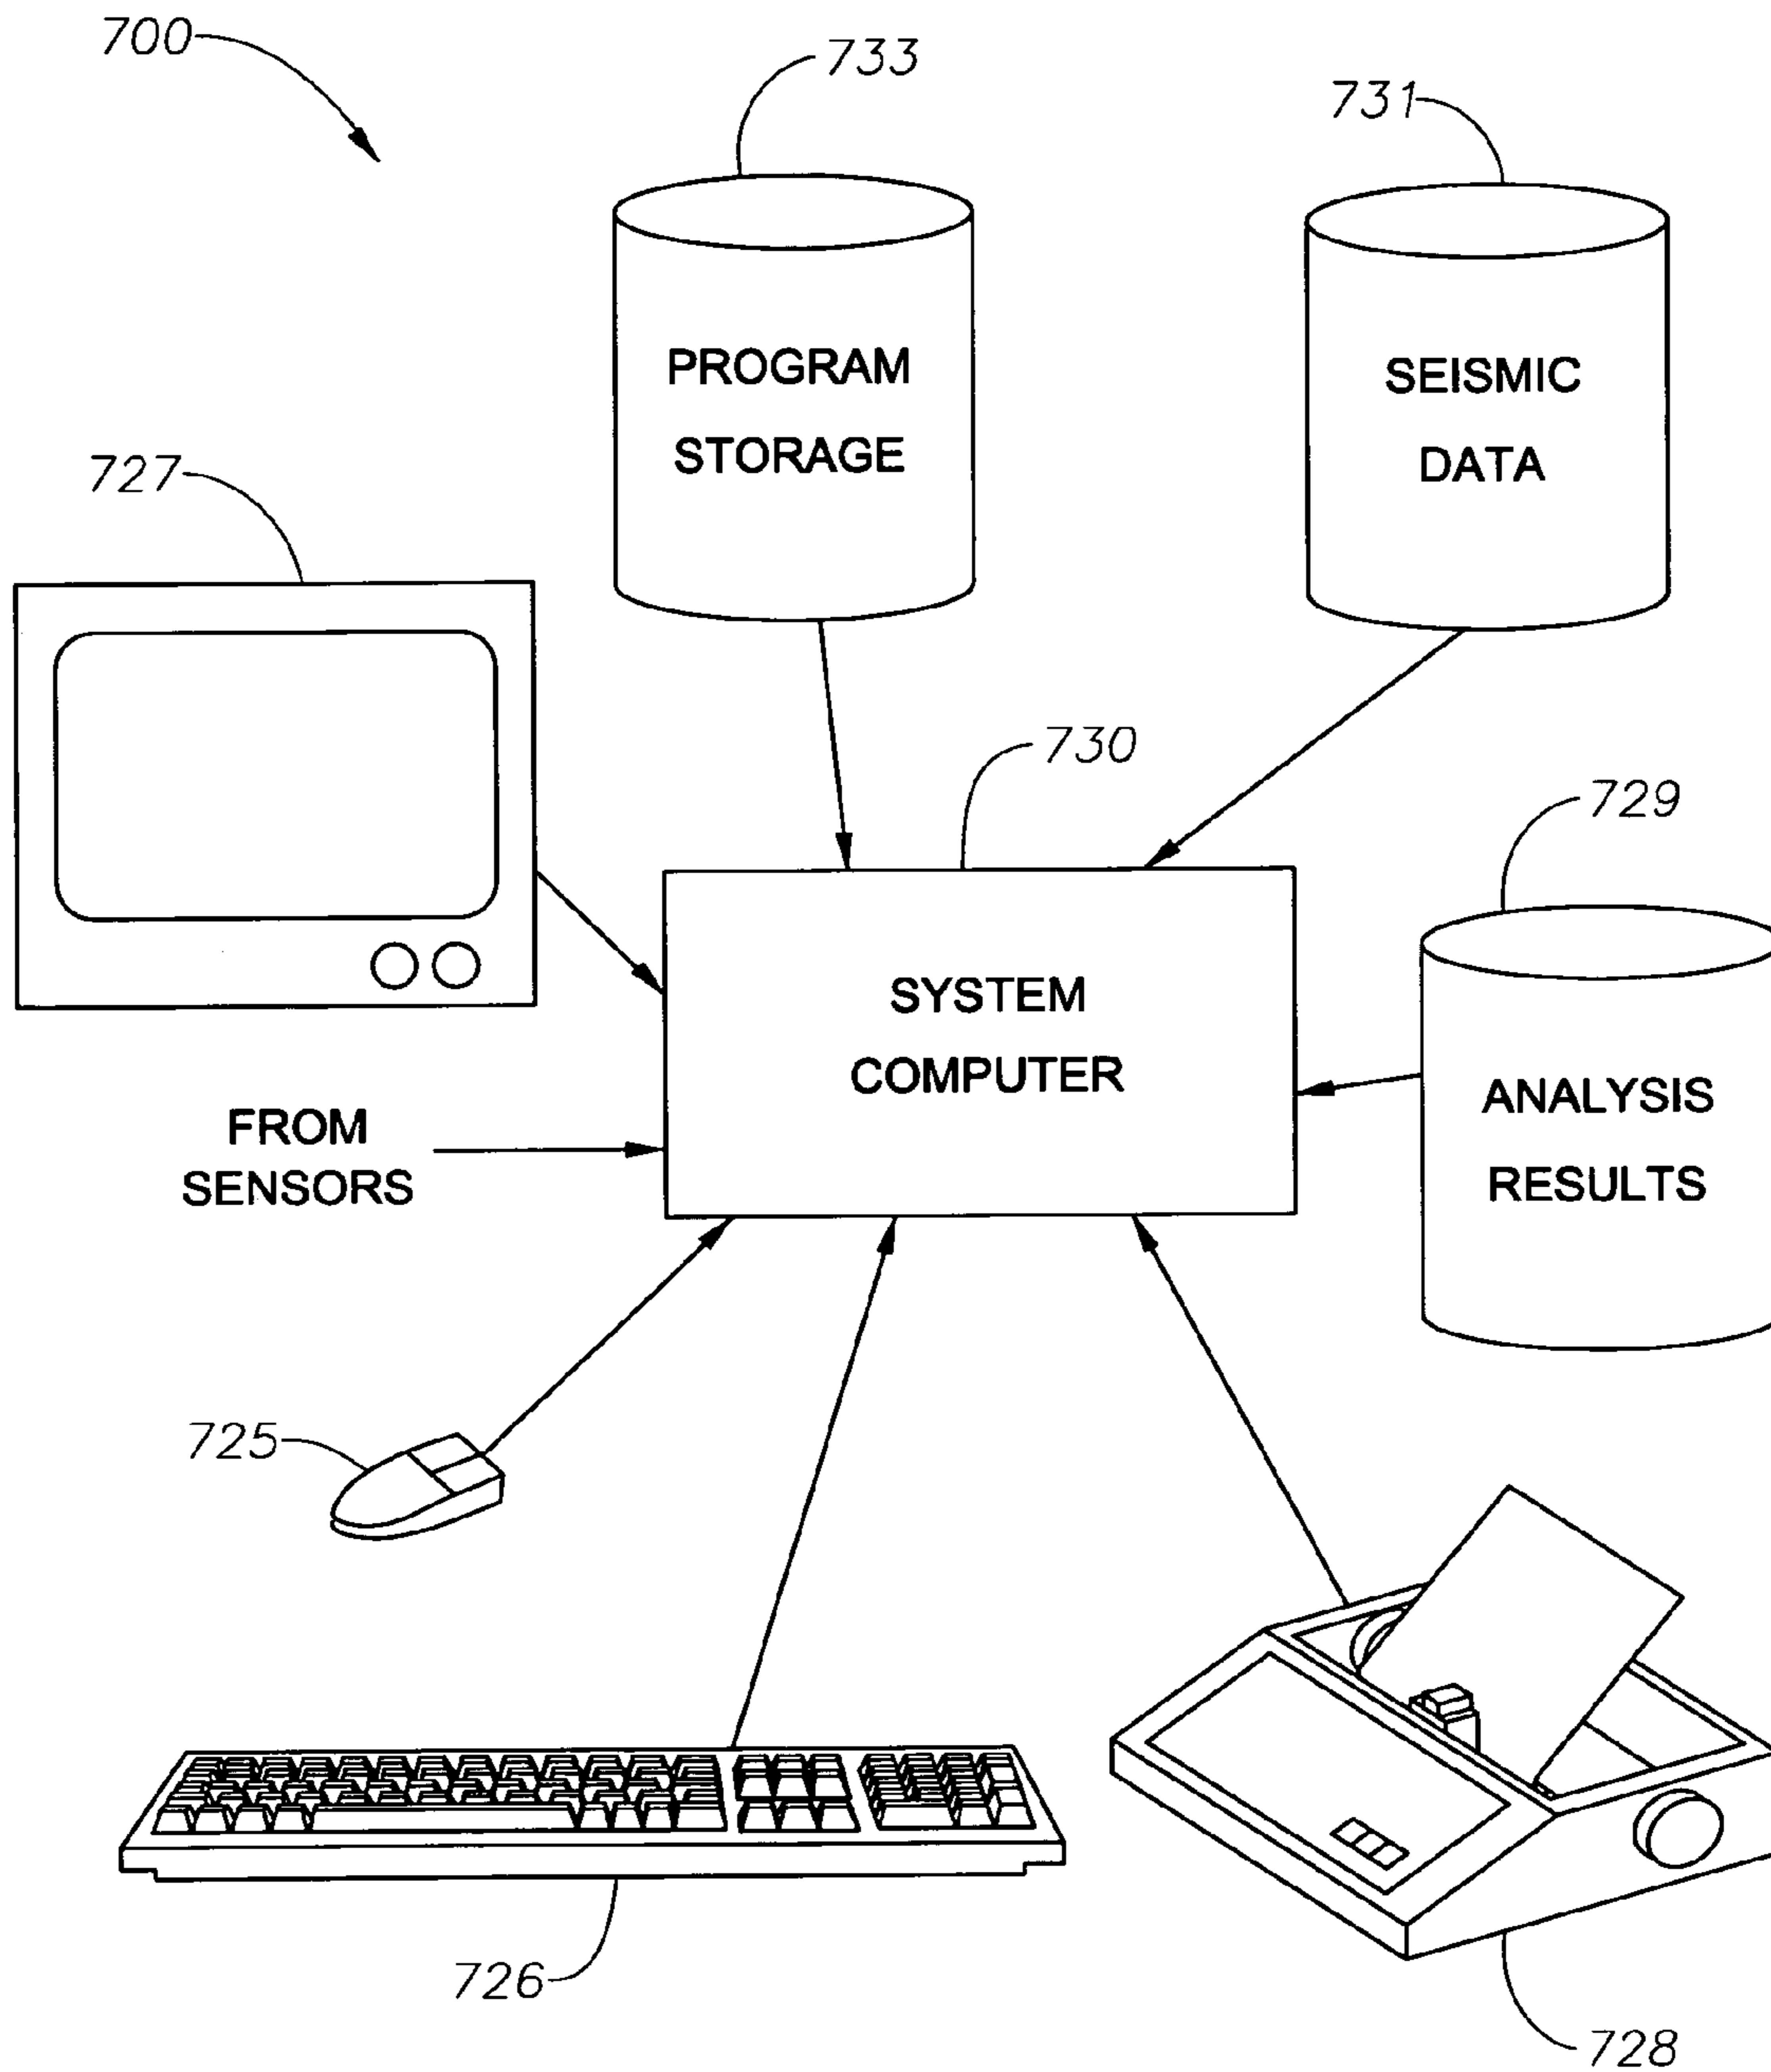 700
733
731
PROGRAM
STORAGE
SEISMIC
DATA
727
730
729
SYSTEM
COMPUTER
ANALYSIS
RESULTS
FROM
SENSORS
725
726
728